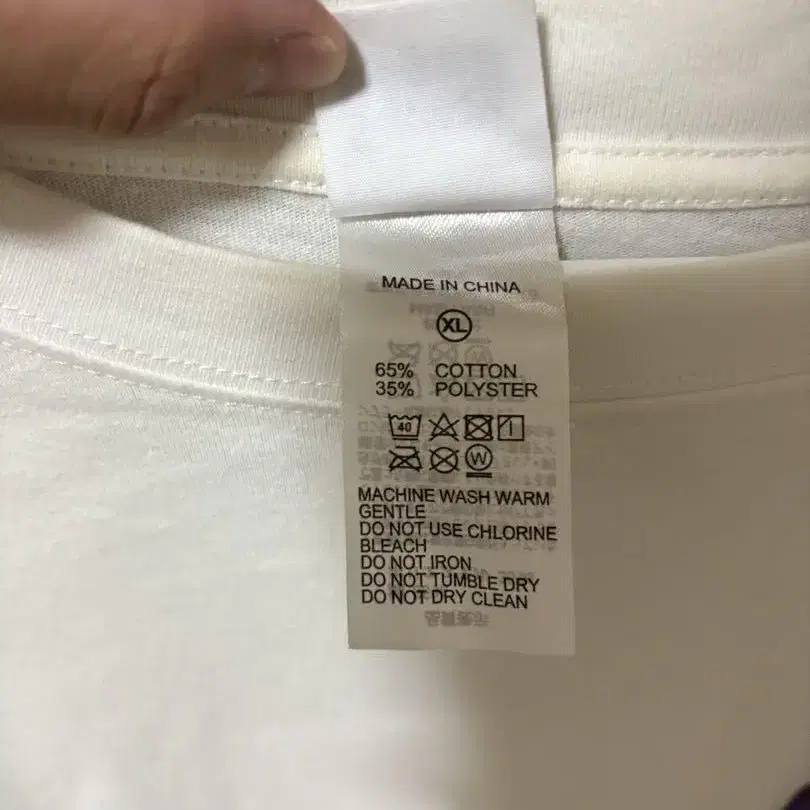 MADE IN CHINA
XL
65% COTTON
35% POLYSTER
40
W
MACHINE WASH WARM
GENTLE
DO NOT USE CHLORINE
BLEACH
DO NOT IRON
DO NOT TUMBLE DRY
DO NOT DRY CLEAN